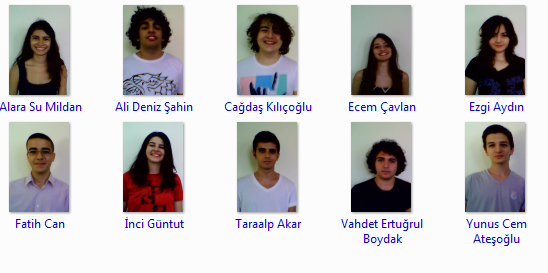 Alara Su Mildan
Ali Deniz Şahin
Cağdaş Kılıçoğlu
Ecem Çavlan
Ezgi Aydın
Fatih Can
İnci Güntut
Taraalp Akar
Vahdet Ertuğrul
Boydak
Yunus Cem
Ateşoğlu